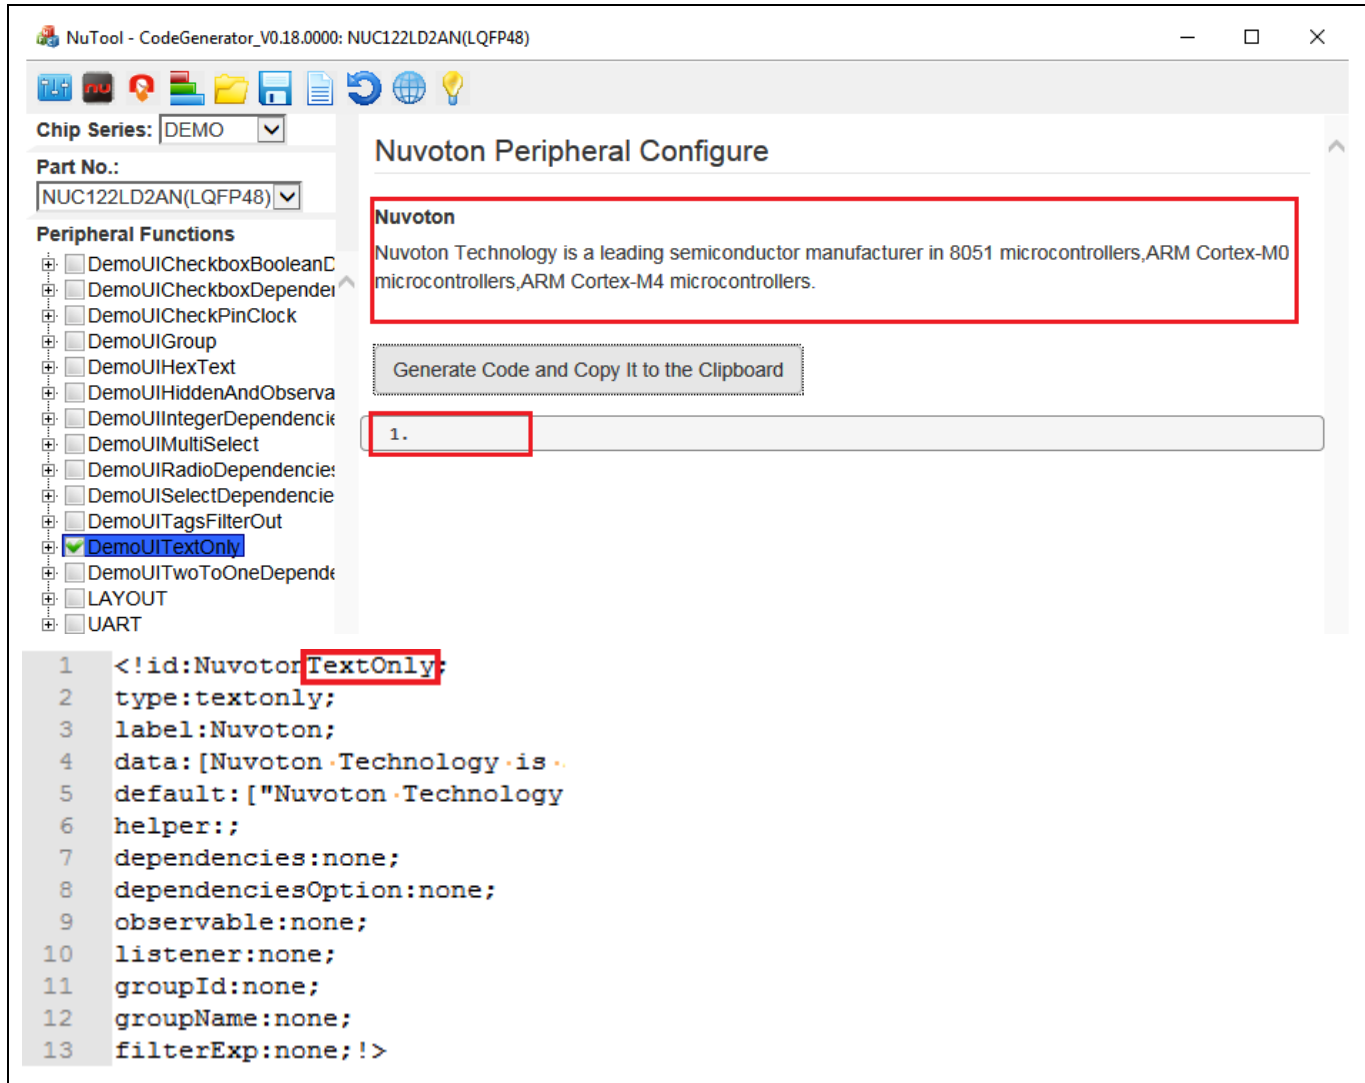 NuTool - CodeGenerator_V0.18.0000: NUC122LD2AN(LQFP48)
Chip Series: DEMO
Part No.:
NUC122LD2AN(LQFP48)
Peripheral Functions
DemoUICheckboxBooleanD
DemoUICheckboxDepender
DemoUICheckPinClock
DemoUIGroup
DemoUIHexText
DemoUIHiddenAndObserva
DemoUIIntegerDependencie
DemoUIMultiSelect
DemoUIRadioDependencies
DemoUISelectDependencie
DemoUITagsFilterOut
DemoUITextOnly
DemoUITwoToOneDepende
LAYOUT
UART
Nuvoton Peripheral Configure
Nuvoton
Nuvoton Technology is a leading semiconductor manufacturer in 8051 microcontrollers,ARM Cortex-M0
microcontrollers,ARM Cortex-M4 microcontrollers.
Generate Code and Copy It to the Clipboard
1.
1 <!id:NuvotonTextOnly;
2 type:textonly;
3 label:Nuvoton;
4 data:[Nuvoton·Technology·is·
5 default:["Nuvoton·Technology
6 helper:;
7 dependencies:none;
8 dependenciesOption:none;
9 observable:none;
10 listener:none;
11 groupId:none;
12 groupName:none;
13 filterExp:none;!>